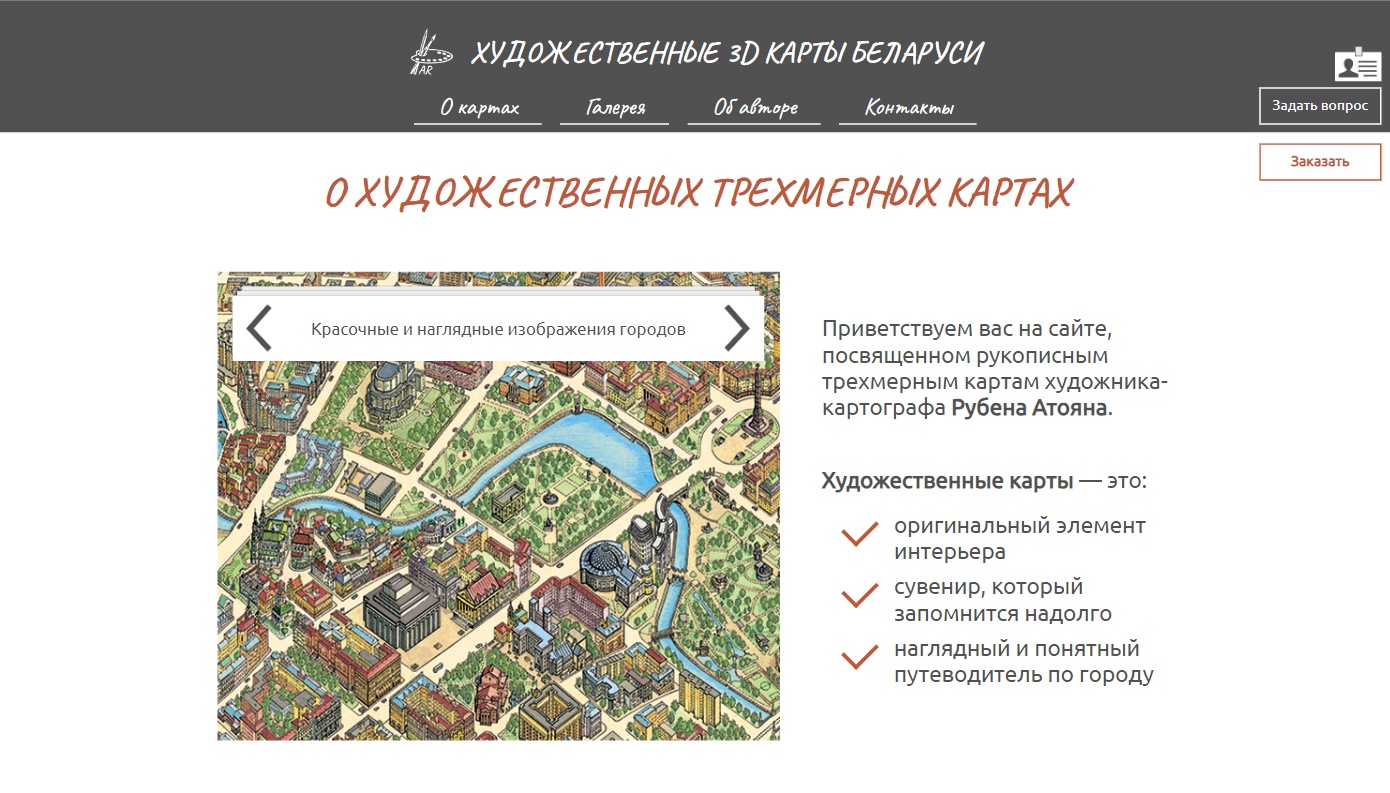 AR
ХУДОЖЕСТВЕННЫЕ 3D КАРТЫ БЕЛАРУСИ
О картах
Галерея
Об авторе
Контакты
Задать вопрос
Заказать
О ХУДОЖЕСТВЕННЫХ ТРЕХМЕРНЫХ КАРТАХ
Красочные и наглядные изображения городов
Приветствуем вас на сайте,
посвященном рукописным
трехмерным картам художника-
картографа Рубена Атояна.
Художественные карты — это:
оригинальный элемент
интерьера
сувенир, который
запомнится надолго
наглядный и понятный
путеводитель по городу